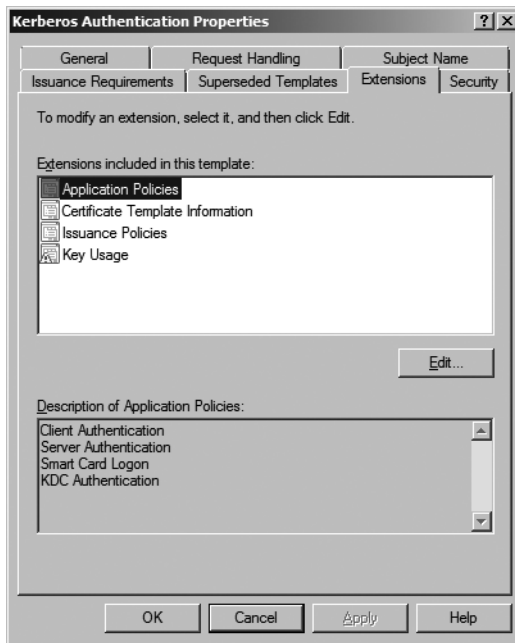 Kerberos Authentication Properties
General Request Handling Subject Name
Issuance Requirements Superseded Templates Extensions Security
To modify an extension, select it, and then click Edit.
Extensions included in this template:
Application Policies
Certificate Template Information
Issuance Policies
Key Usage
Edit...
Description of Application Policies:
Client Authentication
Server Authentication
Smart Card Logon
KDC Authentication
OK Cancel Apply Help